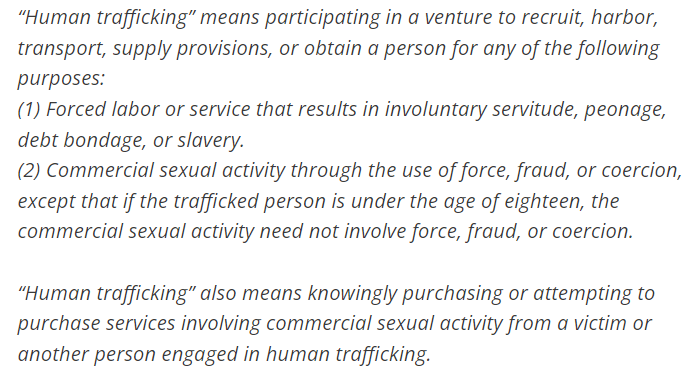 “Human trafficking” means participating in a venture to recruit, harbor,
transport, supply provisions, or obtain a person for any of the following
purposes:
(1) Forced labor or service that results in involuntary servitude, peonage,
debt bondage, or slavery.
(2) Commercial sexual activity through the use of force, fraud, or coercion,
except that if the trafficked person is under the age of eighteen, the
commercial sexual activity need not involve force, fraud, or coercion.
“Human trafficking” also means knowingly purchasing or attempting to
purchase services involving commercial sexual activity from a victim or
another person engaged in human trafficking.